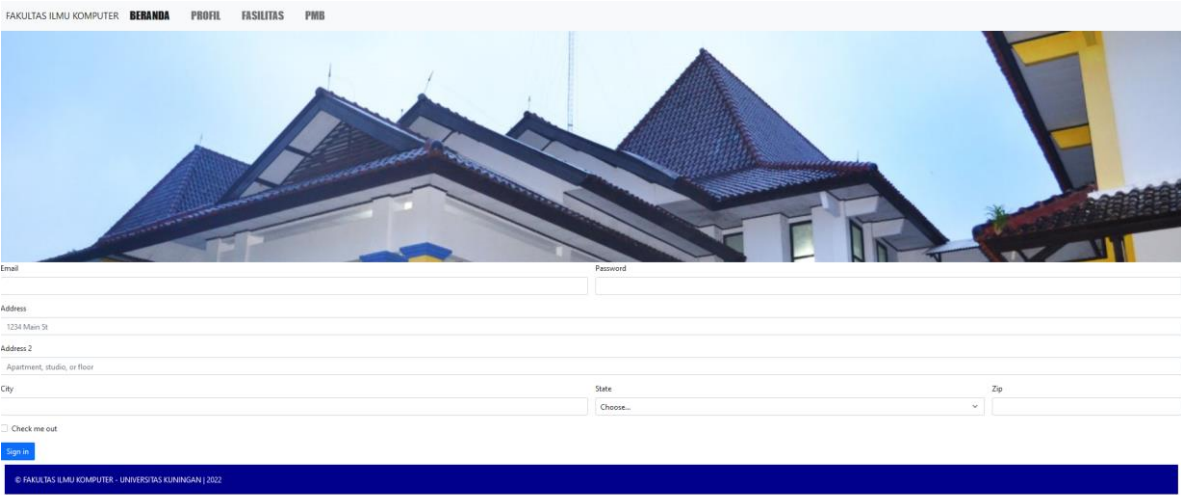 FAKULTAS ILMU KOMPUTER BERANDA PROFIL FASILITAS PMB
Email Password
Address
1234 Main St
Address 2
Apartment, studio, or floor
City State Zip
Choose...
Check me out
Sign in
© FAKULTAS ILMU KOMPUTER - UNIVERSITAS KUNINGAN | 2022